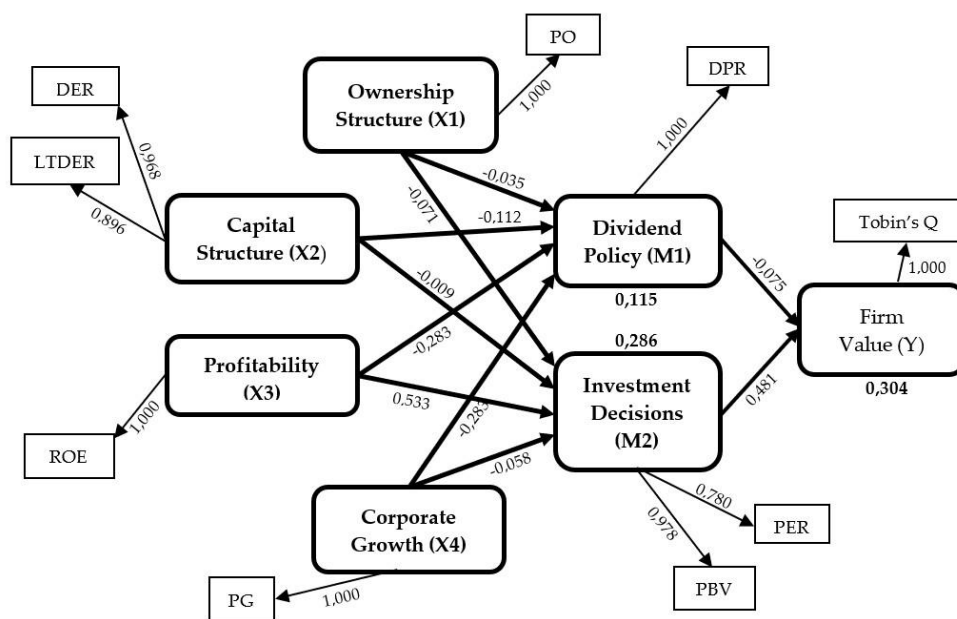 PO
DPR
DER
LTDER
Ownership
Structure (X1)
1,000
1,000
0,968
0,896
Capital
Structure (X2)
-0,035
-0,071
-0,112
-0,009
Dividend
Policy (M1)
0,115
Tobin's Q
1,000
-0,075
Firm
Value (Y)
0,304
0,286
Profitability
(X3)
-0,283
0,533
Investment
Decisions
(M2)
0,481
1,000
ROE
-0,283
-0,058
Corporate
Growth (X4)
0,780
0,978
PER
PBV
PG
1,000